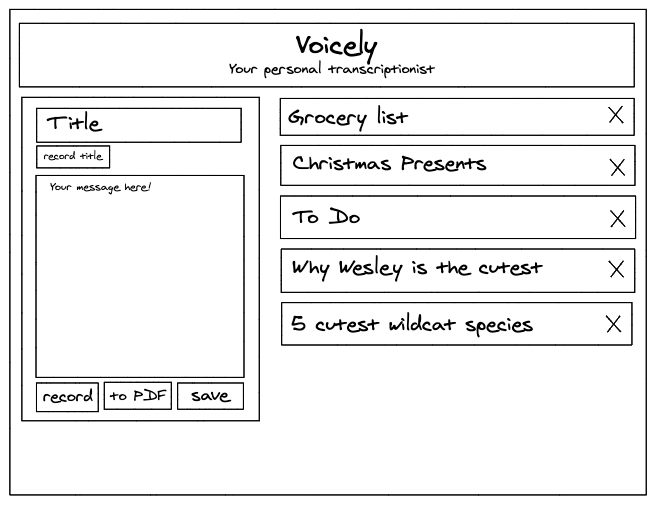 Voicely
Your personal transcriptionist
Title
record title
Your message here!
record
to PDF
save
Grocery list X
Christmas Presents X
To Do X
Why Wesley is the cutest X
5 cutest wildcat species X